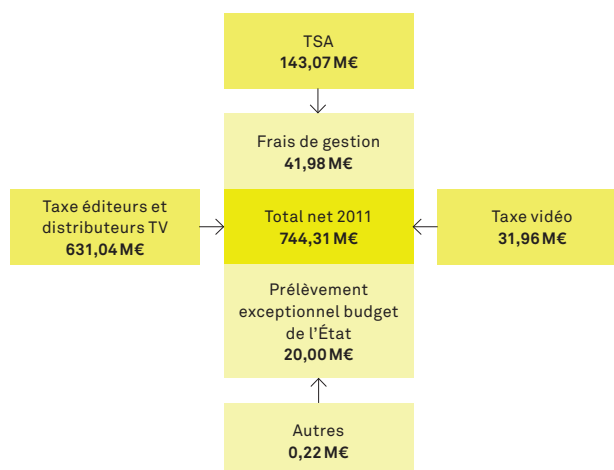 TSA
143,07 M€
Frais de gestion
41,98 M€
Taxe éditeurs et
distributeurs TV
631,04 M€
Total net 2011
744,31 M€
Taxe vidéo
31,96 M€
Prélèvement
exceptionnel budget
de l’État
20,00 M€
Autres
0,22 M€